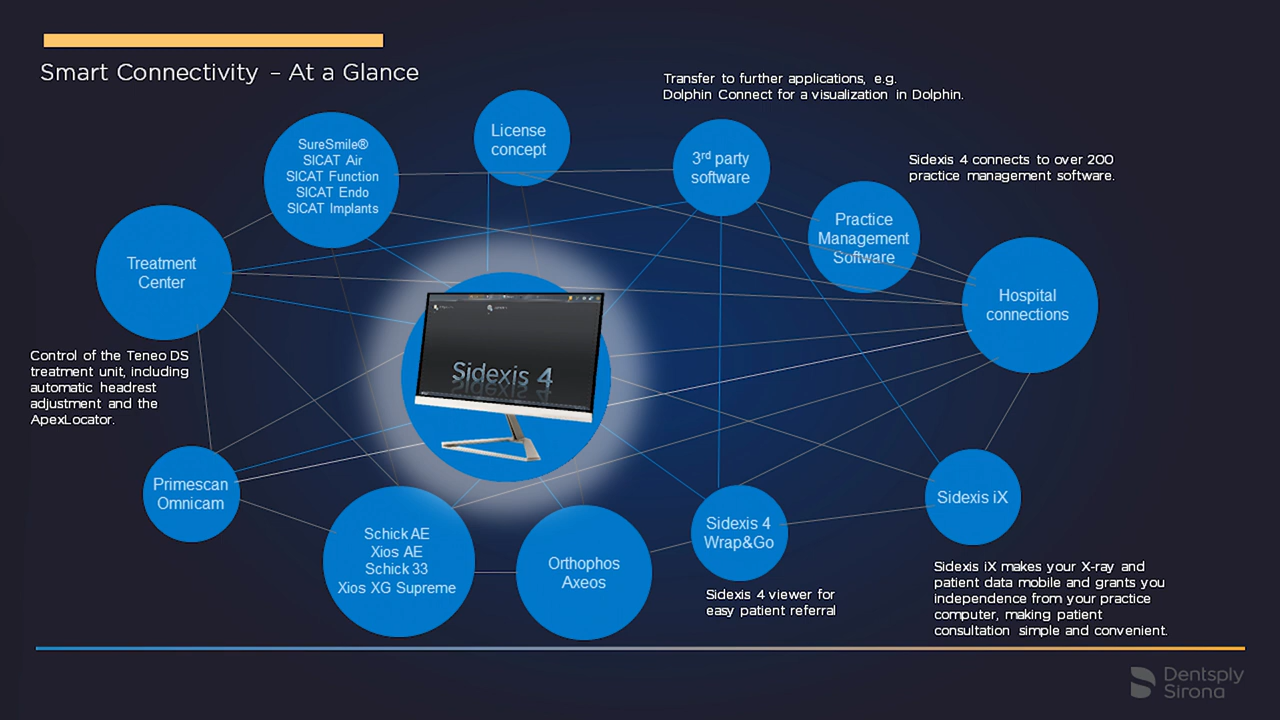 Smart Connectivity – At a Glance
Transfer to further applications, e.g.
Dolphin Connect for a visualization in Dolphin.
SureSmile®
SICAT Air
SICAT Function
SICAT Endo
SICAT Implants
License
concept
3rd party
software
Sidexis 4 connects to over 200
practice management software.
Practice
Management
Software
Treatment
Center
Hospital
connections
Sidexis 4
Control of the Teneo DS
treatment unit, including
automatic headrest
adjustment and the
ApexLocator.
Primescan
Omnicam
Schick AE
Xios AE
Schick 33
Xios XG Supreme
Orthophos
Axeos
Sidexis 4
Wrap&Go
Sidexis iX
Sidexis 4 viewer for
easy patient referral
Sidexis iX makes your X-ray and
patient data mobile and grants you
independence from your practice
computer, making patient
consultation simple and convenient.
Dentsply
Sirona